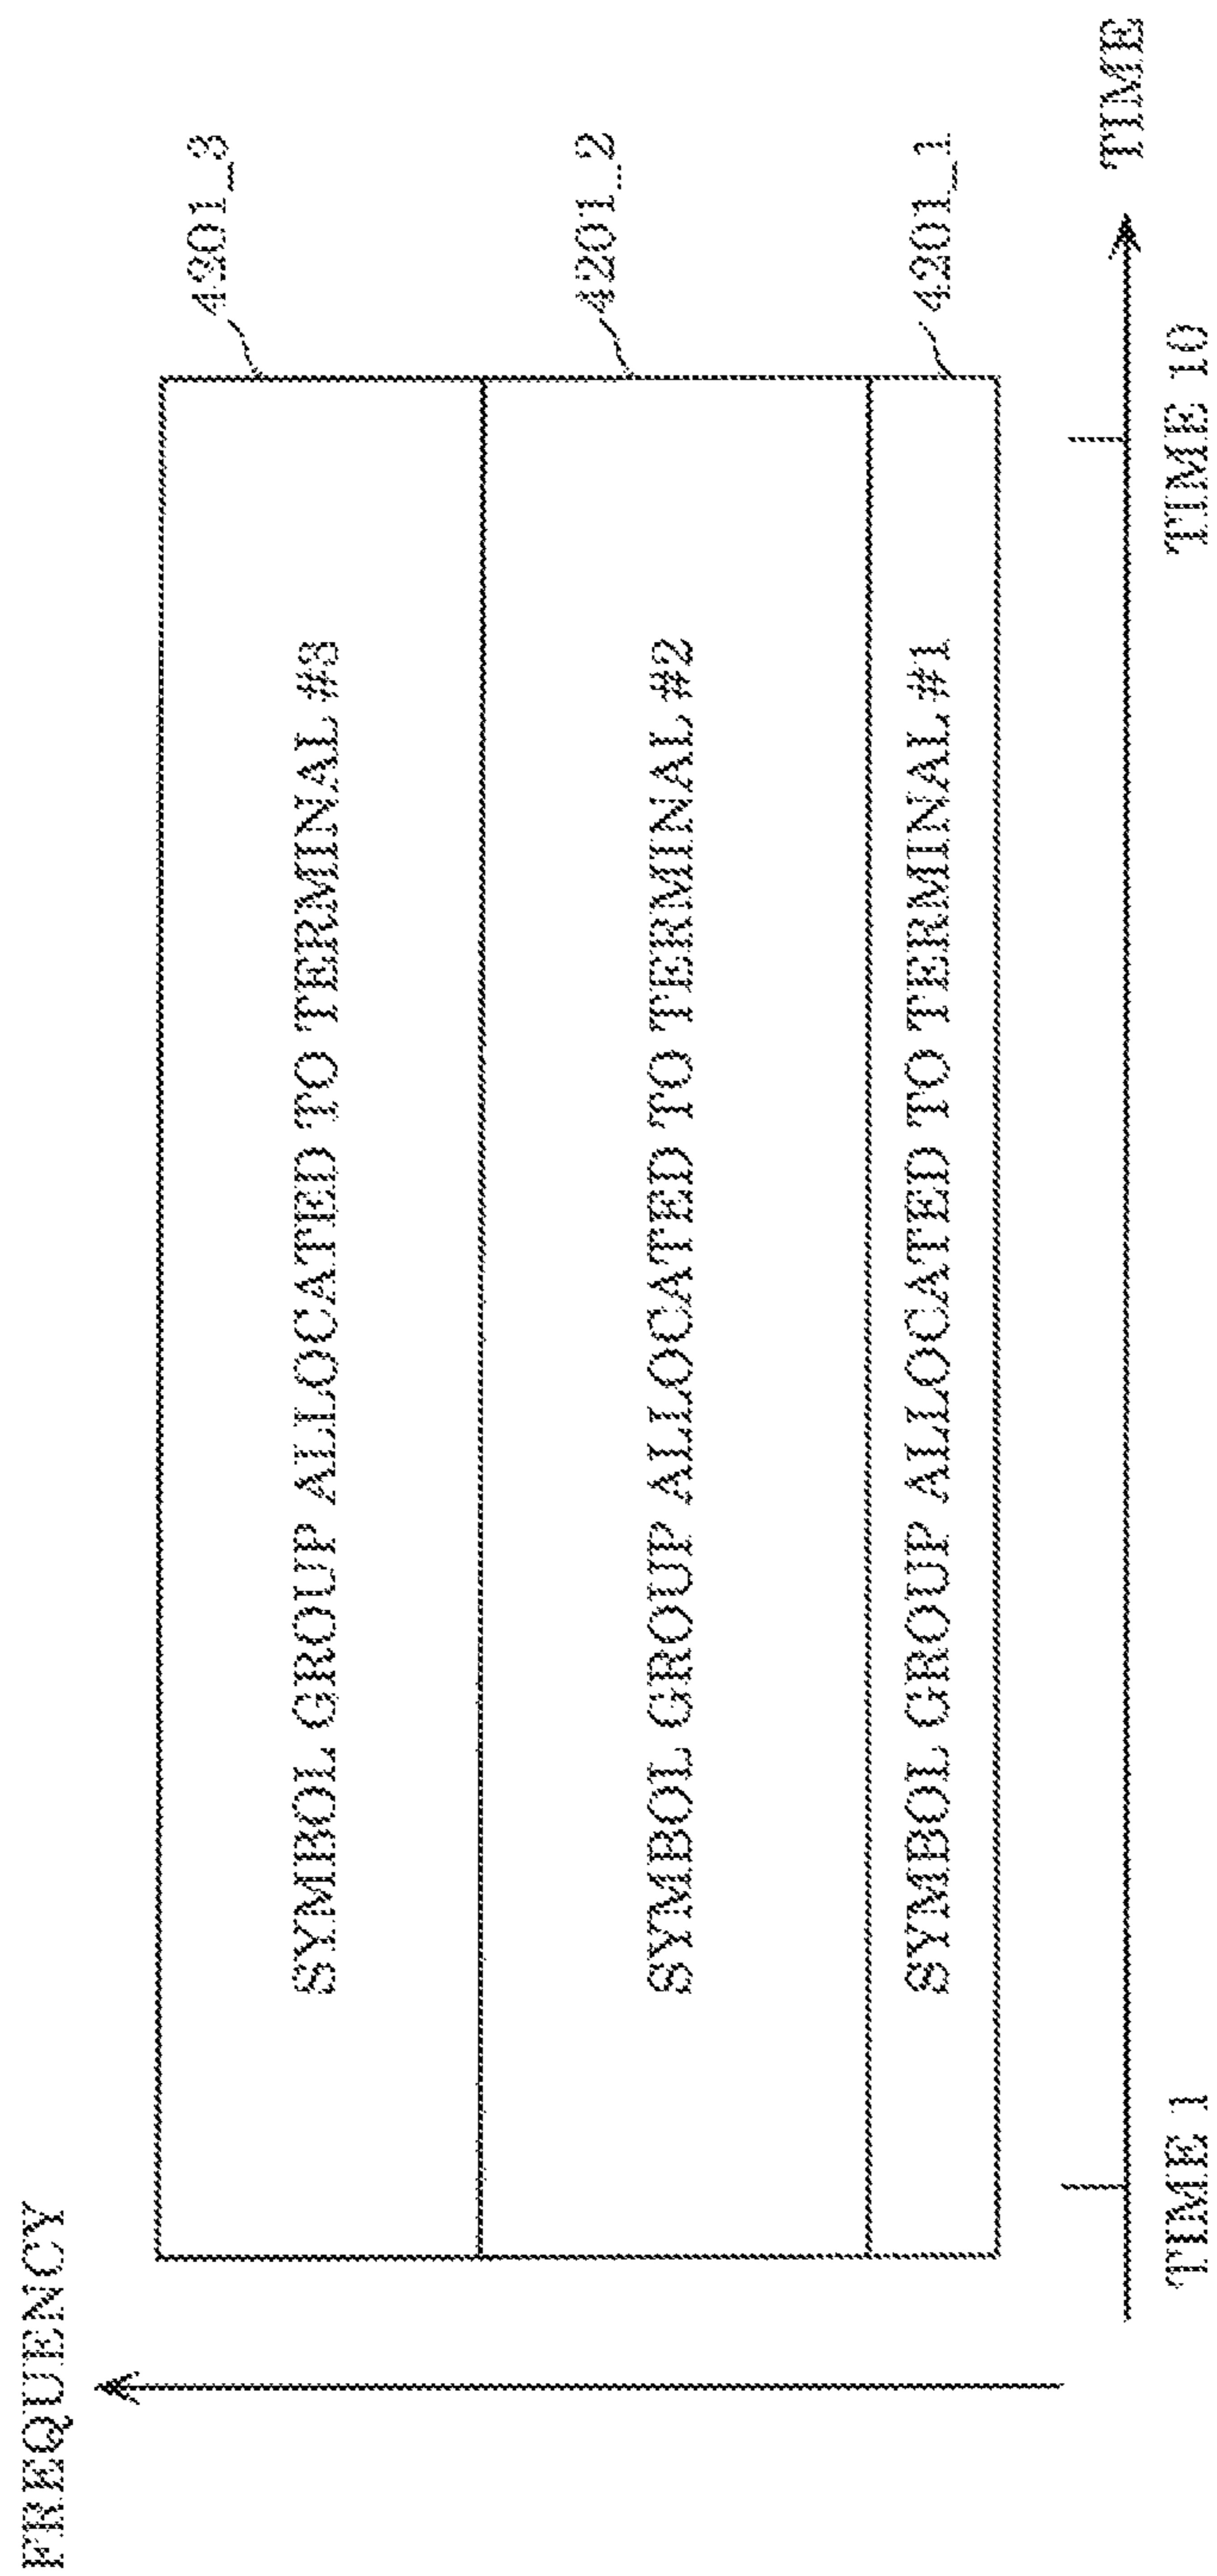 FREQUENCY
SYMBOL GROUP ALLOCATED TO TERMINAL #3
4201_3
SYMBOL GROUP ALLOCATED TO TERMINAL #2
4201_2
SYMBOL GROUP ALLOCATED TO TERMINAL #1
4201_1
TIME
TIME 1
TIME 10